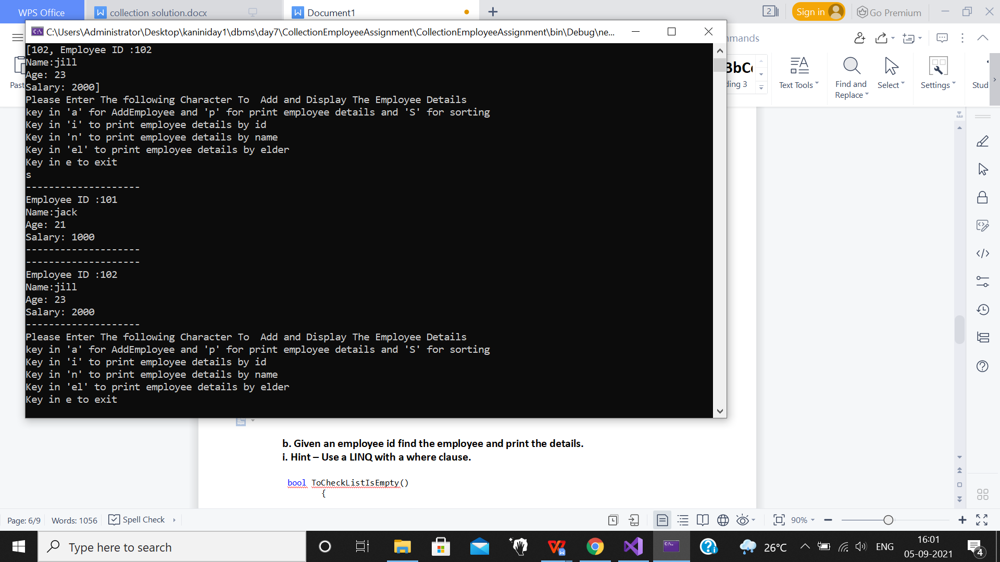 WPS Office
collection solution.docx
Document1
2
Sign in
Go Premium
C:\Users\Administrator\Desktop\kaniniday1\dbms\day7\CollectionEmployeeAssignment\CollectionEmployeeAssignment\bin\Debug\ne...
mmands
Past
BbC
ding 3
Text Tools
Find and
Replace
Select
Settings
Stud
[102, Employee ID :102
Name:jill
Age: 23
Salary: 2000]
Please Enter The following Character To  Add and Display The Employee Details
key in 'a' for AddEmployee and 'p' for print employee details and 'S' for sorting
Key in 'i' to print employee details by id
Key in 'n' to print employee details by name
Key in 'el' to print employee details by elder
Key in e to exit
s
--------------------
Employee ID :101
Name:jack
Age: 21
Salary: 1000
--------------------
--------------------
Employee ID :102
Name:jill
Age: 23
Salary: 2000
--------------------
Please Enter The following Character To  Add and Display The Employee Details
key in 'a' for AddEmployee and 'p' for print employee details and 'S' for sorting
Key in 'i' to print employee details by id
Key in 'n' to print employee details by name
Key in 'el' to print employee details by elder
Key in e to exit
b. Given an employee id find the employee and print the details.
i. Hint – Use a LINQ with a where clause.
bool ToCheckListIsEmpty()
{
Page: 6/9
Words: 1056
Spell Check
90%
Type here to search
26°C
ENG
16:01
05-09-2021
4